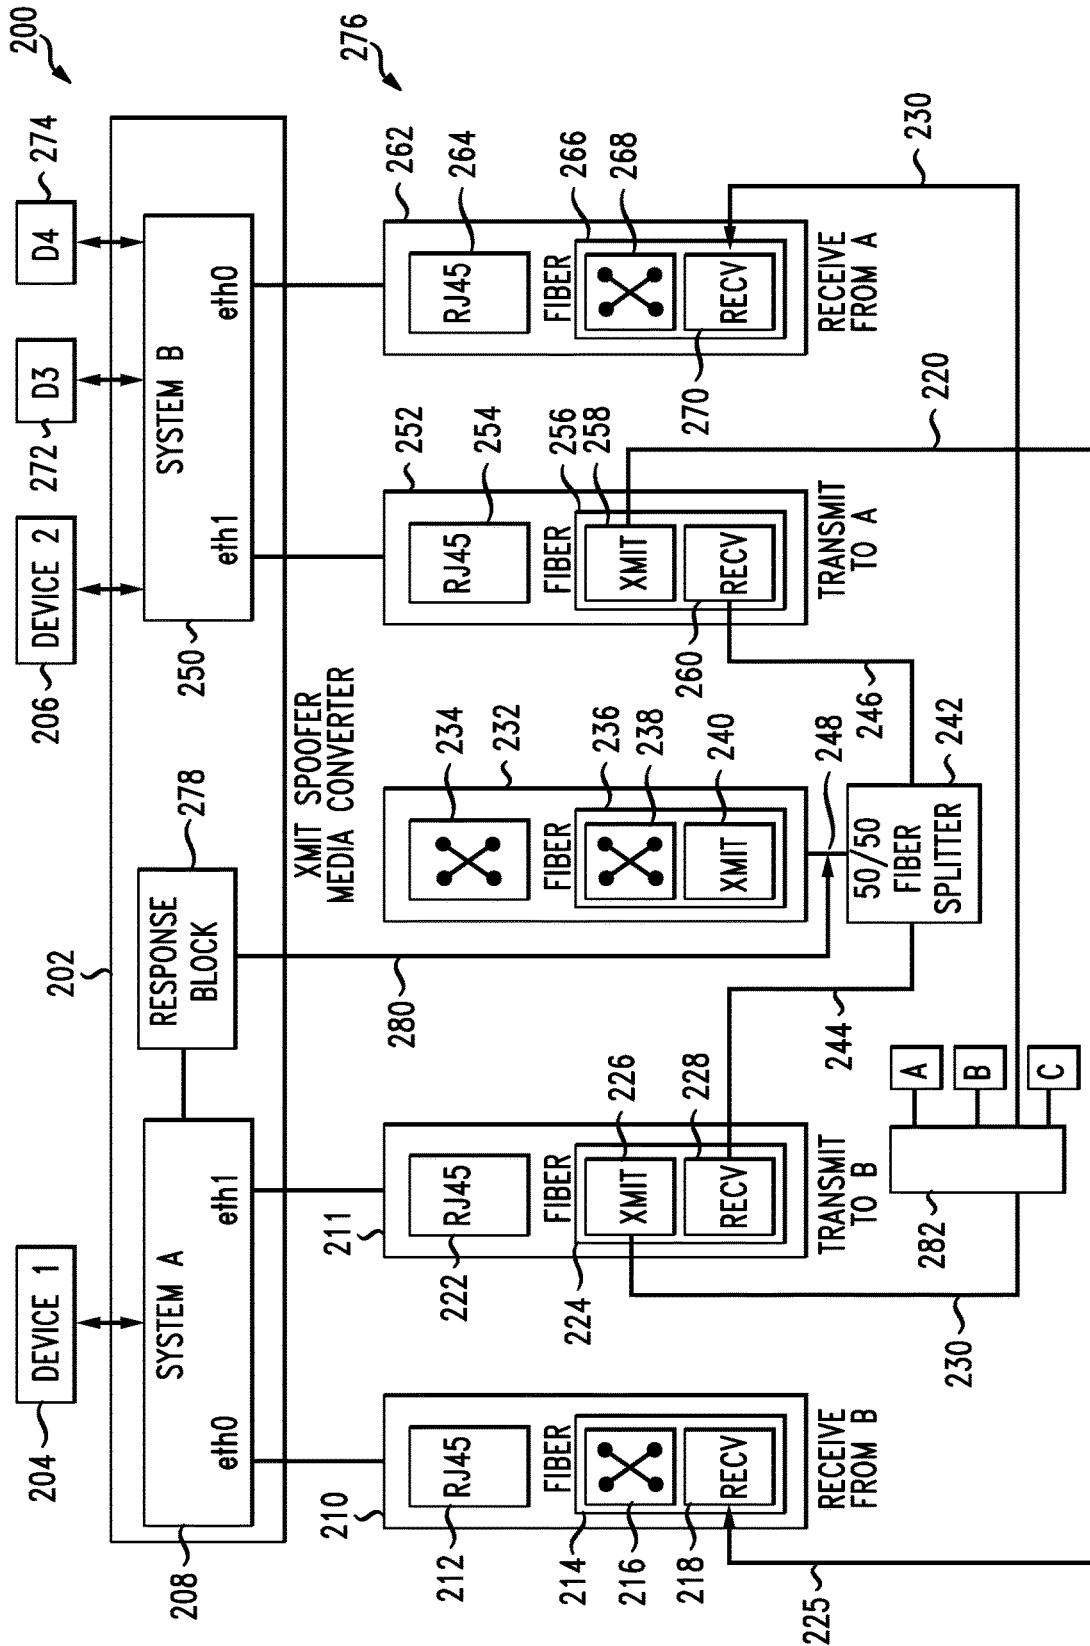 200
204
DEVICE 1
206
DEVICE 2
272
D3
D4
274
202
208
SYSTEM A
eth0
eth1
RESPONSE
BLOCK
278
250
SYSTEM B
eth1
eth0
276
XMIT SPOOFER
MEDIA CONVERTER
210
212
RJ45
FIBER
214
216
218
RECV
RECEIVE
FROM B
225
211
222
RJ45
FIBER
224
XMIT
226
RECV
228
TRANSMIT
TO B
230
282
A
B
C
280
244
234
232
FIBER
236
238
XMIT
240
248
50/50
FIBER
SPLITTER
242
246
252
RJ45
254
FIBER
256
XMIT
258
RECV
260
TRANSMIT
TO A
220
262
RJ45
264
FIBER
266
268
RECV
270
RECEIVE
FROM A
230